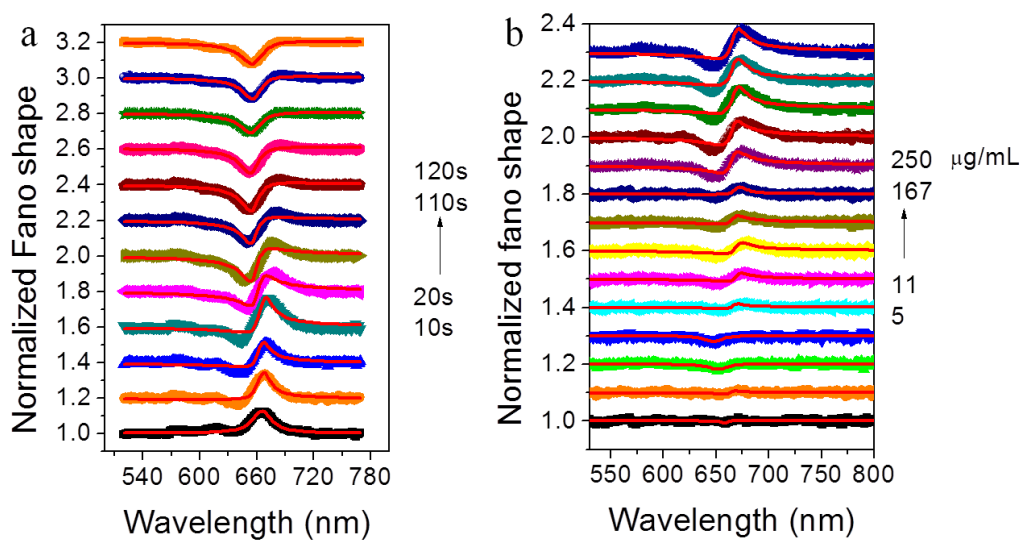 a
Normalized Fano shape
3.2
3.0
2.8
2.6
2.4
2.2
2.0
1.8
1.6
1.4
1.2
1.0
540 600 660 720 780
Wavelength (nm)
120s
110s
20s
10s
b
Normalized fano shape
2.4
2.2
2.0
1.8
1.6
1.4
1.2
1.0
550 600 650 700 750 800
Wavelength (nm)
250 μg/mL
167
11
5